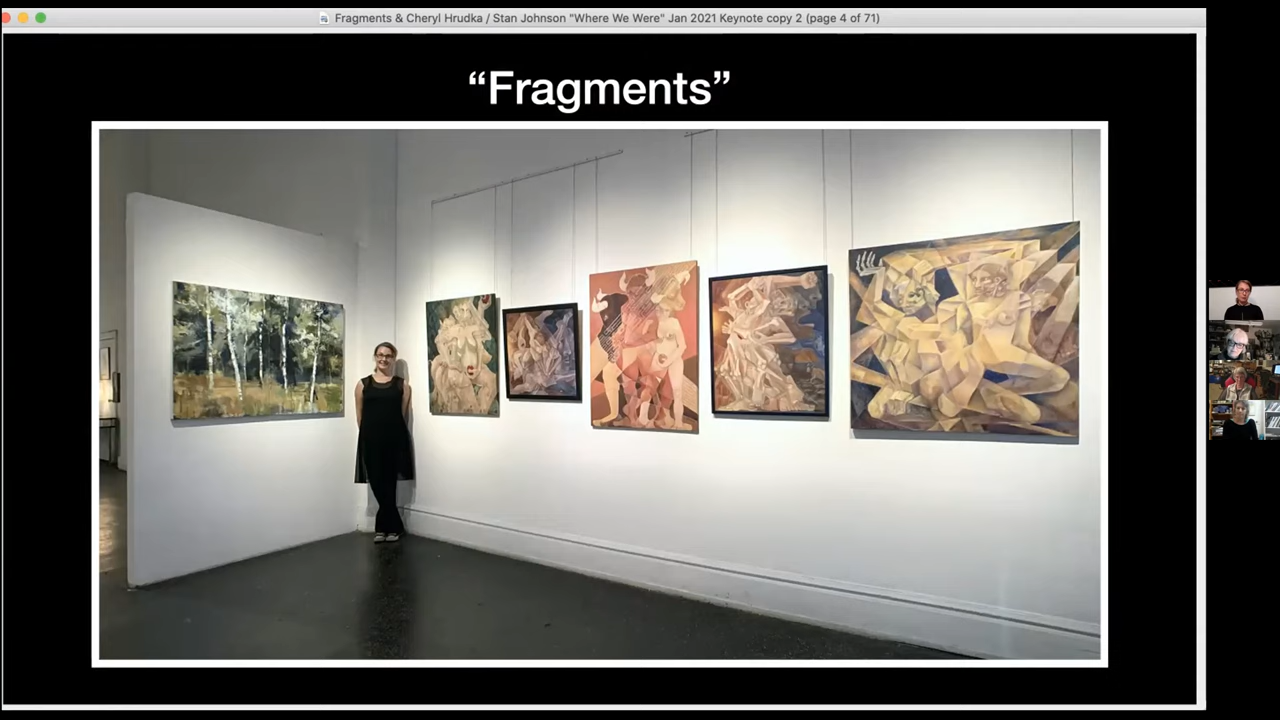 Fragments & Cheryl Hrudka / Stan Johnson "Where We Were" Jan 2021 Keynote copy 2 (page 4 of 71)
“Fragments”